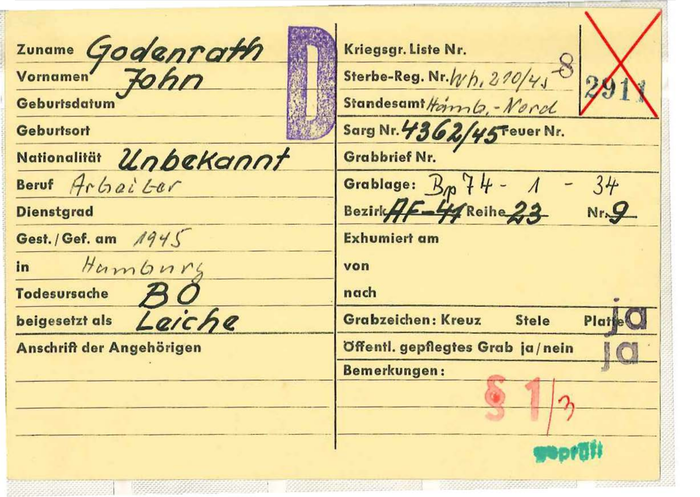 Zuname Godenrath
Vornamen John
Geburtsdatum
Geburtsort
Nationalität Unbekannt
Beruf Arbeiter
Dienstgrad
Gest./Gef. am 1945
in Hamburg
Todesursache BO
beigesetzt als Leiche
Anschrift der Angehörigen
D
Kriegsgr. Liste Nr.
Sterbe-Reg. Nr. Wh. 210/45 -8
Standesamt Hamb.-Nord
2911
Sarg Nr. 4362/45 Feuer Nr.
Grabbrief Nr.
Grablage: Bp 74 - 1 - 34
Bezirk AF-41 Reihe 23 Nr. 9
Exhumiert am
von
nach
Grabzeichen: Kreuz Stele Platte ja
Öffentl. gepflegtes Grab ja/nein ja
Bemerkungen:
§ 1/3
geprüft